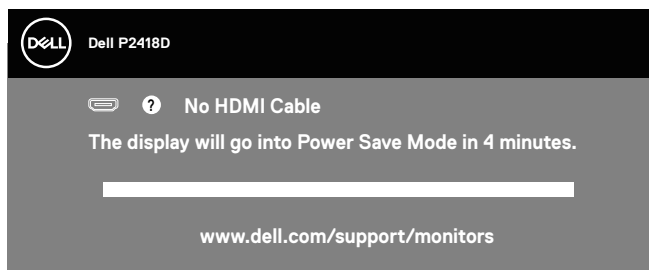 DELL
Dell P2418D
? No HDMI Cable
The display will go into Power Save Mode in 4 minutes.
www.dell.com/support/monitors